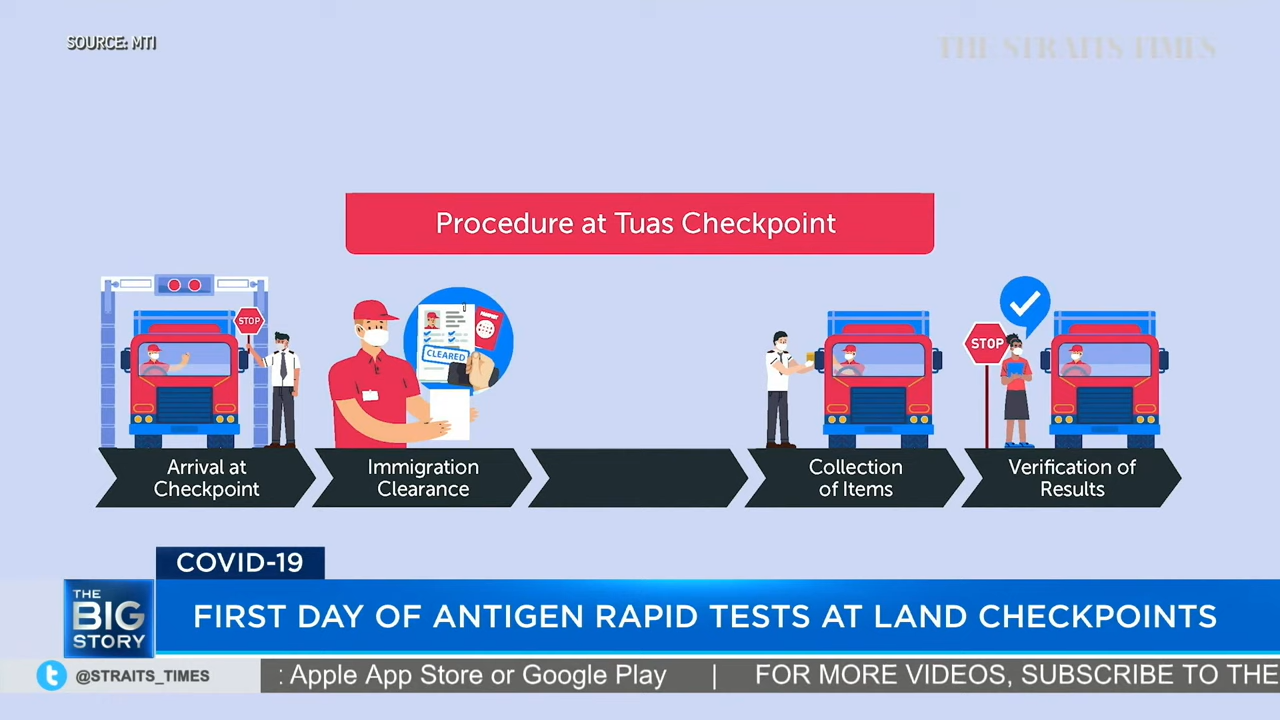 SOURCE: MTI
THE STRAITS TIMES
Procedure at Tuas Checkpoint
STOP
CLEARED
PASSPORT
STOP
Arrival at
Checkpoint
Immigration
Clearance
Collection
of Items
Verification of
Results
COVID-19
THE
BIG
STORY
FIRST DAY OF ANTIGEN RAPID TESTS AT LAND CHECKPOINTS
@STRAITS_TIMES
: Apple App Store or Google Play | FOR MORE VIDEOS, SUBSCRIBE TO THE